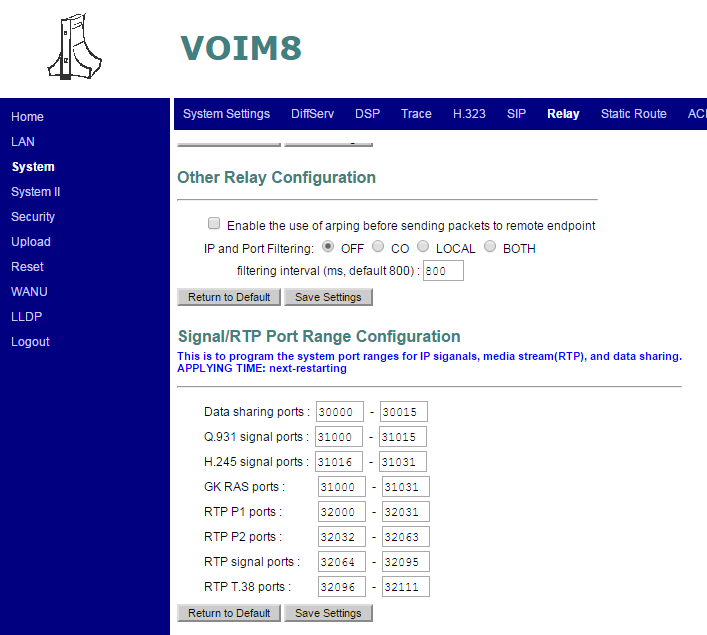 VOIM8
System Settings DiffServ DSP Trace H.323 SIP Relay Static Route
Home
LAN
System
System II
Security
Upload
Reset
WANU
LLDP
Logout
Other Relay Configuration
Enable the use of arping before sending packets to remote endpoint
IP and Port Filtering: OFF CO LOCAL BOTH
filtering interval (ms, default 800) : 800
Return to Default Save Settings
Signal/RTP Port Range Configuration
This is to program the system port ranges for IP siganals, media stream(RTP), and data sharing.
APPLYING TIME: next-restarting
Data sharing ports : 30000 - 30015
Q.931 signal ports : 31000 - 31015
H.245 signal ports : 31016 - 31031
GK RAS ports : 31000 - 31031
RTP P1 ports : 32000 - 32031
RTP P2 ports : 32032 - 32063
RTP signal ports : 32064 - 32095
RTP T.38 ports : 32096 - 32111
Return to Default Save Settings